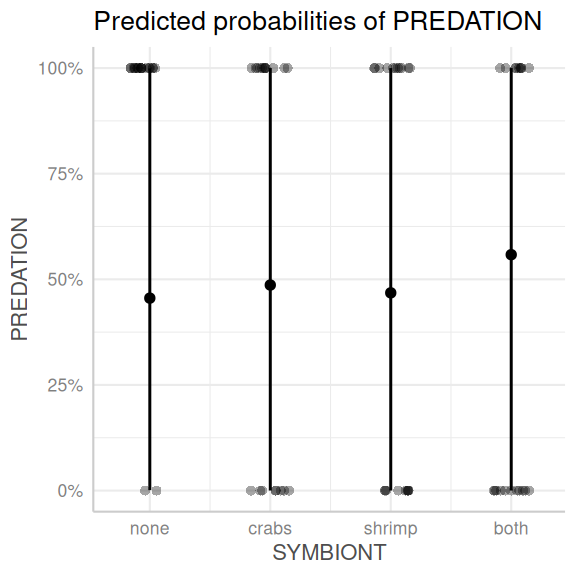 Predicted probabilities of PREDATION
100%
75%
50%
25%
0%
PREDATION
none crabs shrimp both
SYMBIONT